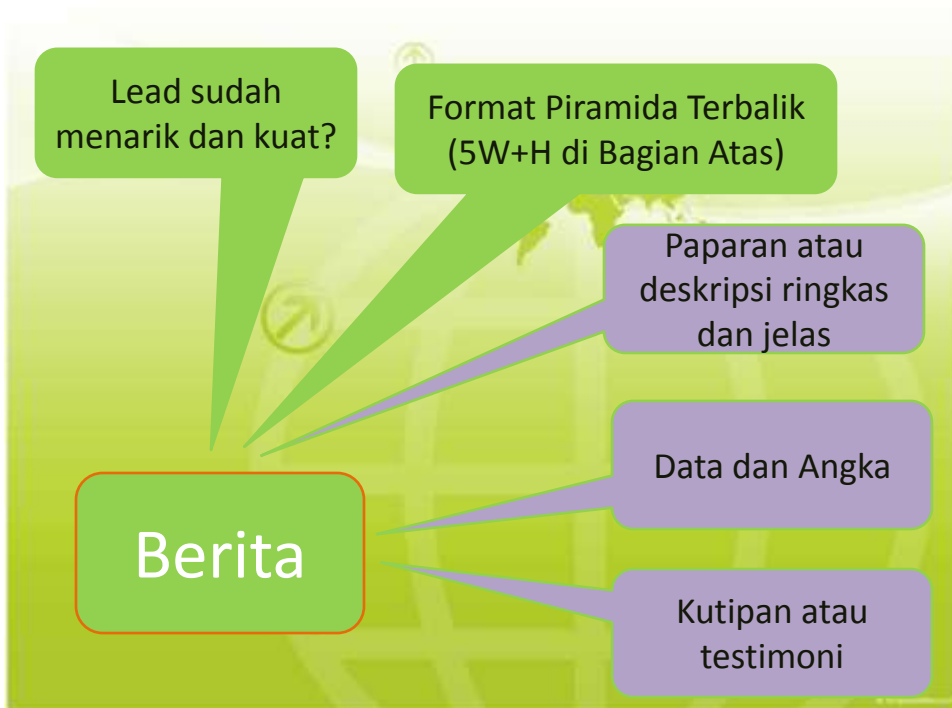 Lead sudah
menarik dan kuat?
Format Piramida Terbalik
(5W+H di Bagian Atas)
Paparan atau
deskripsi ringkas
dan jelas
Data dan Angka
Berita
Kutipan atau
testimoni